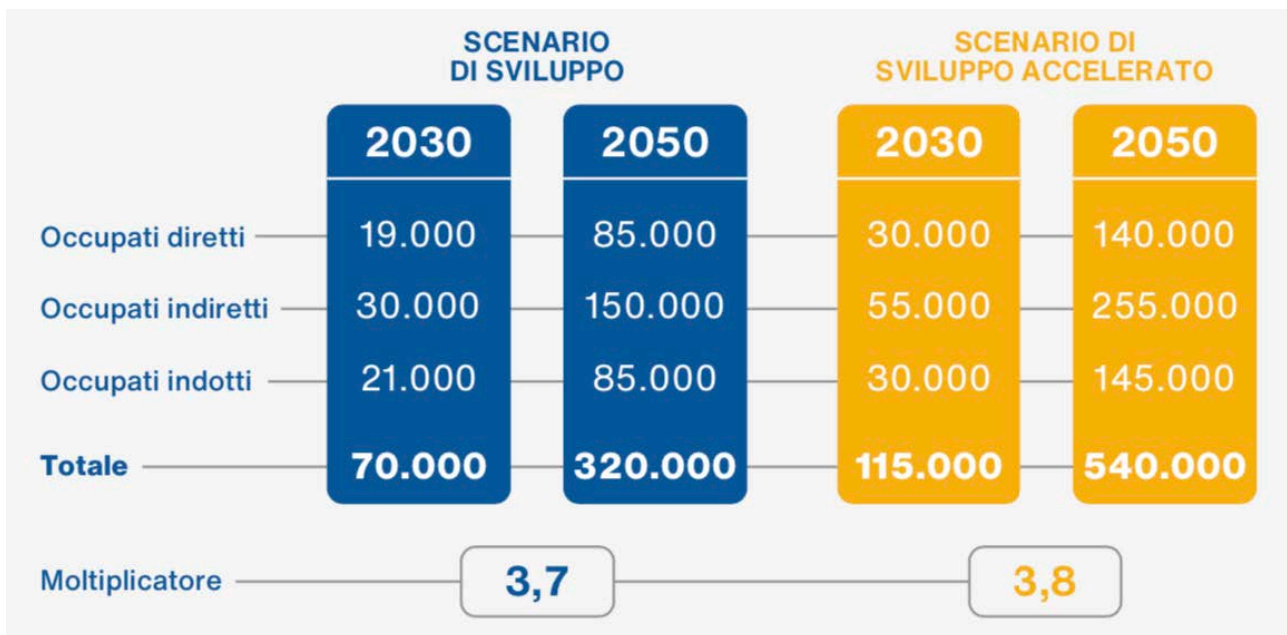 SCENARIO
DI SVILUPPO
SCENARIO DI
SVILUPPO ACCELERATO
2030 2050 2030 2050
Occupati diretti 19.000 85.000 30.000 140.000
Occupati indiretti 30.000 150.000 55.000 255.000
Occupati indotti 21.000 85.000 30.000 145.000
Totale 70.000 320.000 115.000 540.000
Moltiplicatore 3,7 3,8